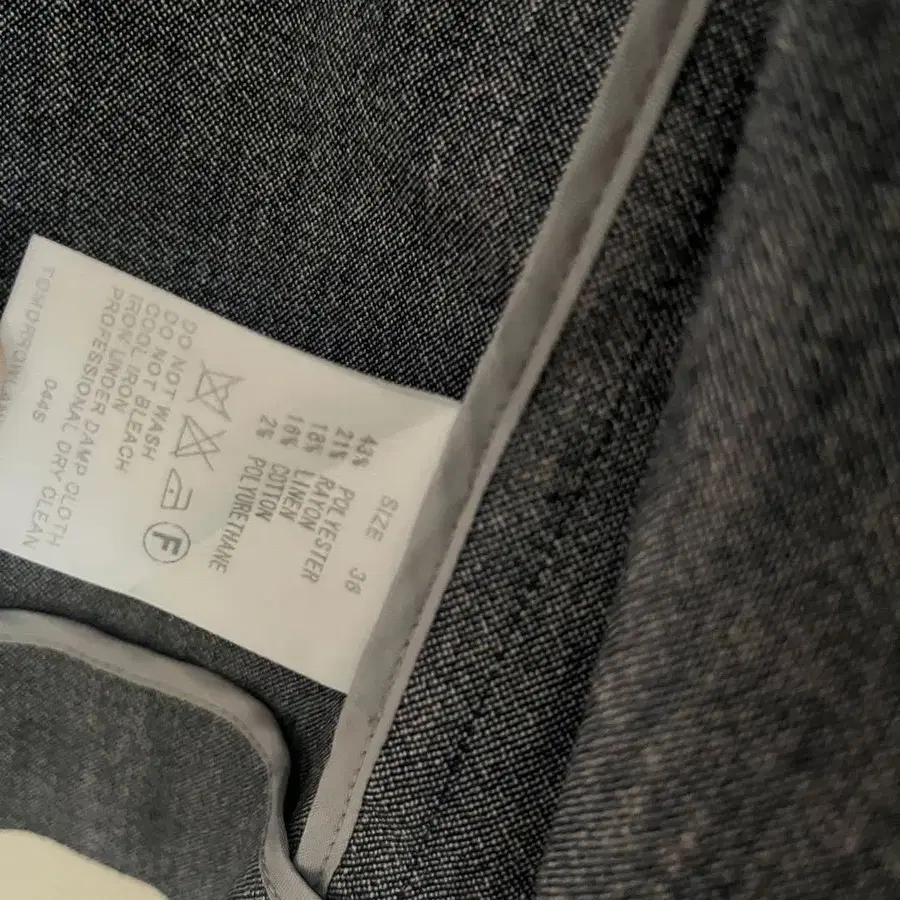 SIZE 36
43% POLYESTER
21% RAYON
18% LINEN
16% COTTON
2% POLYURETHANE
F
DO NOT WASH
DO NOT BLEACH
COOL IRON
IRON UNDER DAMP CLOTH
PROFESSIONAL DRY CLEAN
044S